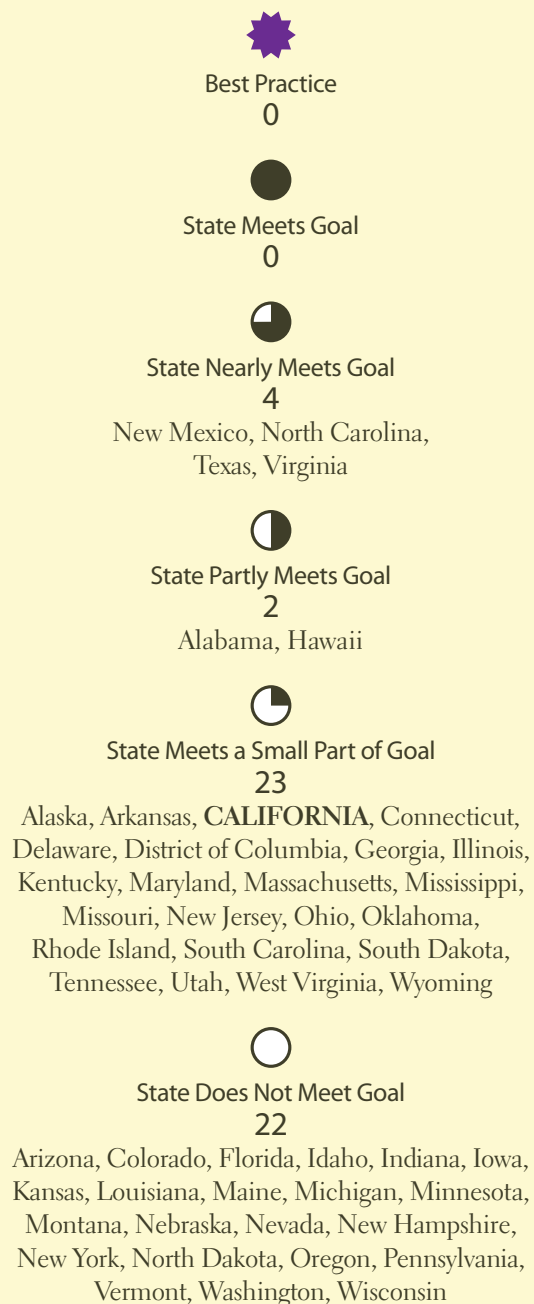 Best Practice
0
State Meets Goal
0
State Nearly Meets Goal
4
New Mexico, North Carolina,
Texas, Virginia
State Partly Meets Goal
2
Alabama, Hawaii
State Meets a Small Part of Goal
23
Alaska, Arkansas, CALIFORNIA, Connecticut,
Delaware, District of Columbia, Georgia, Illinois,
Kentucky, Maryland, Massachusetts, Mississippi,
Missouri, New Jersey, Ohio, Oklahoma,
Rhode Island, South Carolina, South Dakota,
Tennessee, Utah, West Virginia, Wyoming
State Does Not Meet Goal
22
Arizona, Colorado, Florida, Idaho, Indiana, Iowa,
Kansas, Louisiana, Maine, Michigan, Minnesota,
Montana, Nebraska, Nevada, New Hampshire,
New York, North Dakota, Oregon, Pennsylvania,
Vermont, Washington, Wisconsin